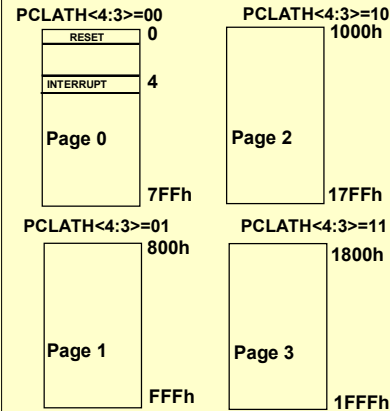 PCLATH<4:3>=00
0
RESET
4
INTERRUPT
Page 0
7FFh
PCLATH<4:3>=10
1000h
Page 2
17FFh
PCLATH<4:3>=01
800h
Page 1
FFFh
PCLATH<4:3>=11
1800h
Page 3
1FFFh